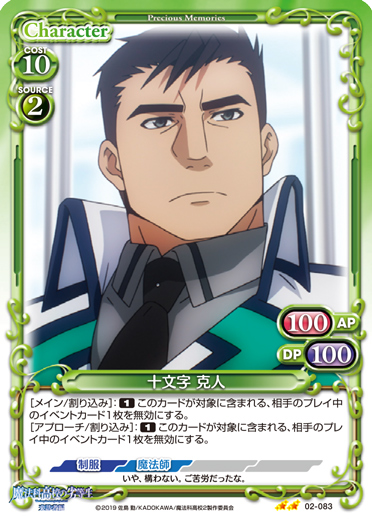 Precious Memories
Character
COST
10
SOURCE
2
100 AP
DP 100
十文字 克人
[メイン/割り込み]：1 このカードが対象に含まれる、相手のプレイ中
のイベントカード1枚を無効にする。
[アプローチ/割り込み]：1 このカードが対象に含まれる、相手のプレ
イ中のイベントカード1枚を無効にする。
制服 魔法師
いや、構わない。ご苦労だったな。
魔法科高校の劣等生
来訪者編
©2019 佐島 勤/KADOKAWA/魔法科高校2製作委員会
02-083